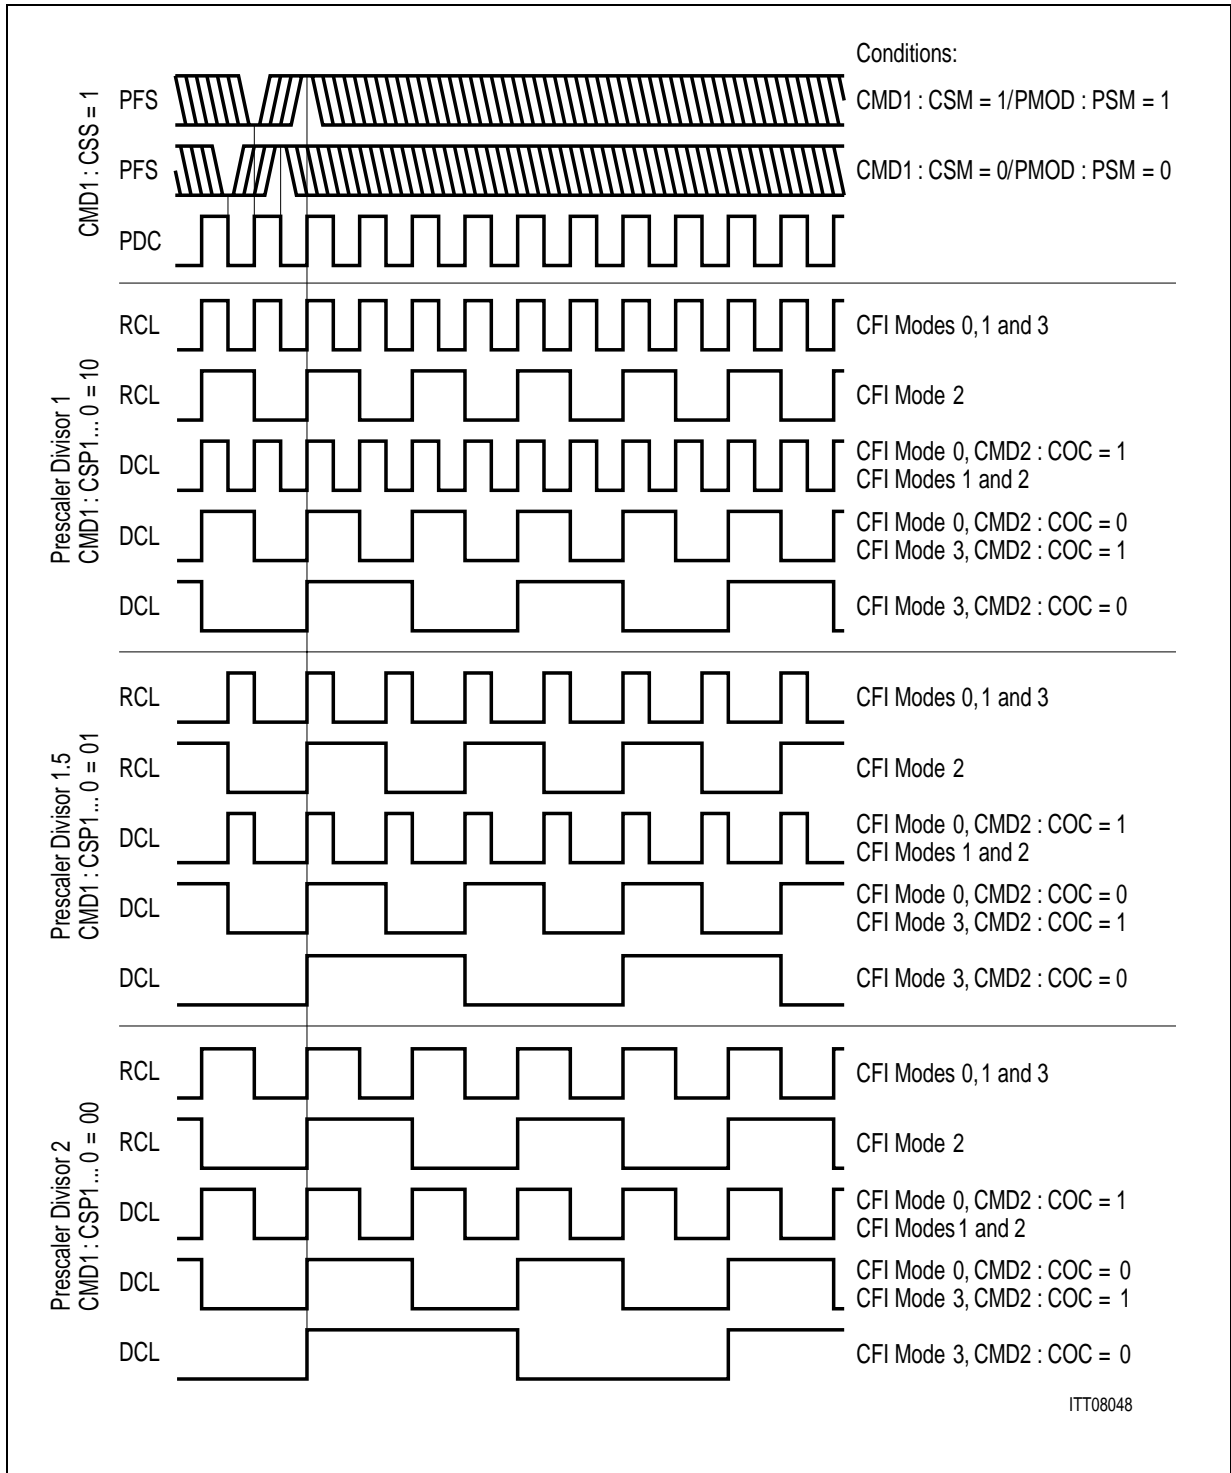 Conditions:
CMD1 : CSS = 1
PFS
CMD1 : CSM = 1/PMOD : PSM = 1
PFS
CMD1 : CSM = 0/PMOD : PSM = 0
PDC
Prescaler Divisor 1
CMD1 : CSP1 ... 0 = 10
RCL
CFI Modes 0, 1 and 3
RCL
CFI Mode 2
DCL
CFI Mode 0, CMD2 : COC = 1
CFI Modes 1 and 2
DCL
CFI Mode 0, CMD2 : COC = 0
CFI Mode 3, CMD2 : COC = 1
DCL
CFI Mode 3, CMD2 : COC = 0
Prescaler Divisor 1.5
CMD1 : CSP1 ... 0 = 01
RCL
CFI Modes 0, 1 and 3
RCL
CFI Mode 2
DCL
CFI Mode 0, CMD2 : COC = 1
CFI Modes 1 and 2
DCL
CFI Mode 0, CMD2 : COC = 0
CFI Mode 3, CMD2 : COC = 1
DCL
CFI Mode 3, CMD2 : COC = 0
Prescaler Divisor 2
CMD1 : CSP1 ... 0 = 00
RCL
CFI Modes 0, 1 and 3
RCL
CFI Mode 2
DCL
CFI Mode 0, CMD2 : COC = 1
CFI Modes 1 and 2
DCL
CFI Mode 0, CMD2 : COC = 0
CFI Mode 3, CMD2 : COC = 1
DCL
CFI Mode 3, CMD2 : COC = 0
ITT08048